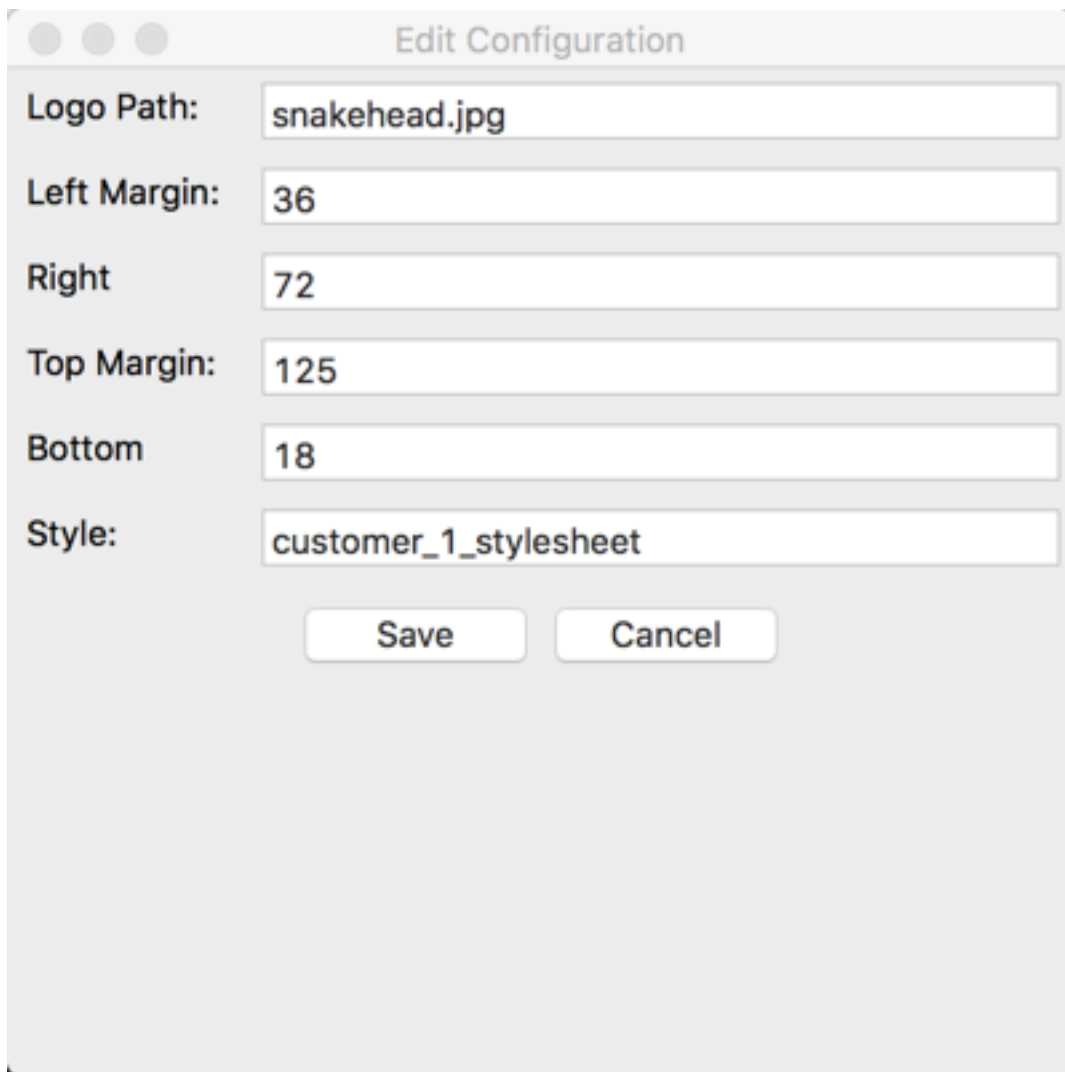 Edit Configuration
Logo Path: snakehead.jpg
Left Margin: 36
Right 72
Top Margin: 125
Bottom 18
Style: customer_1_stylesheet
Save Cancel